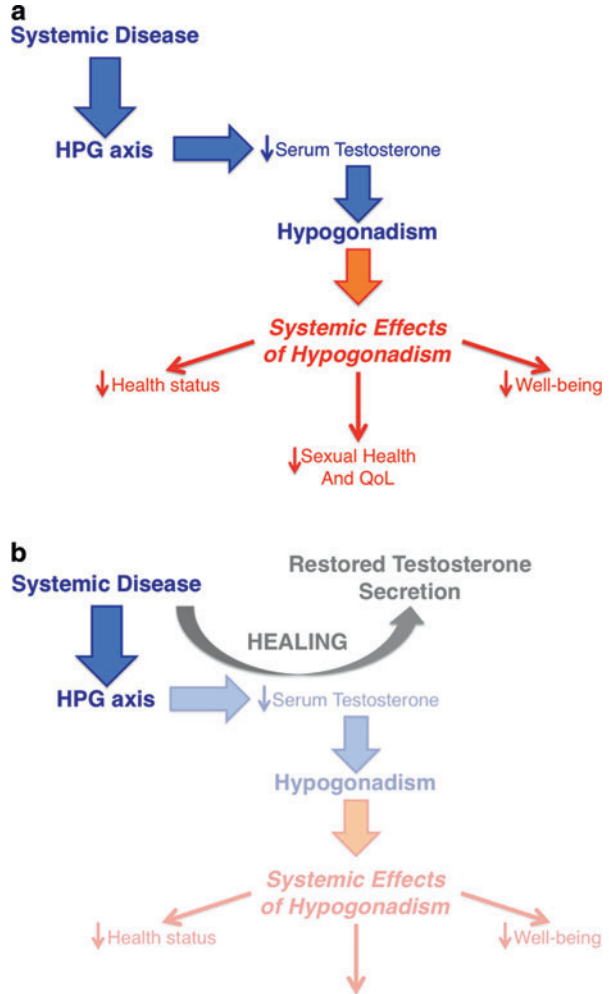 a
Systemic Disease
HPG axis
↓ Serum Testosterone
Hypogonadism
Systemic Effects
of Hypogonadism
↓ Health status
↓ Well-being
↓ Sexual Health
And QoL
b
Restored Testosterone
Secretion
Systemic Disease
HEALING
HPG axis
↓ Serum Testosterone
Hypogonadism
Systemic Effects
of Hypogonadism
↓ Health status
↓ Well-being